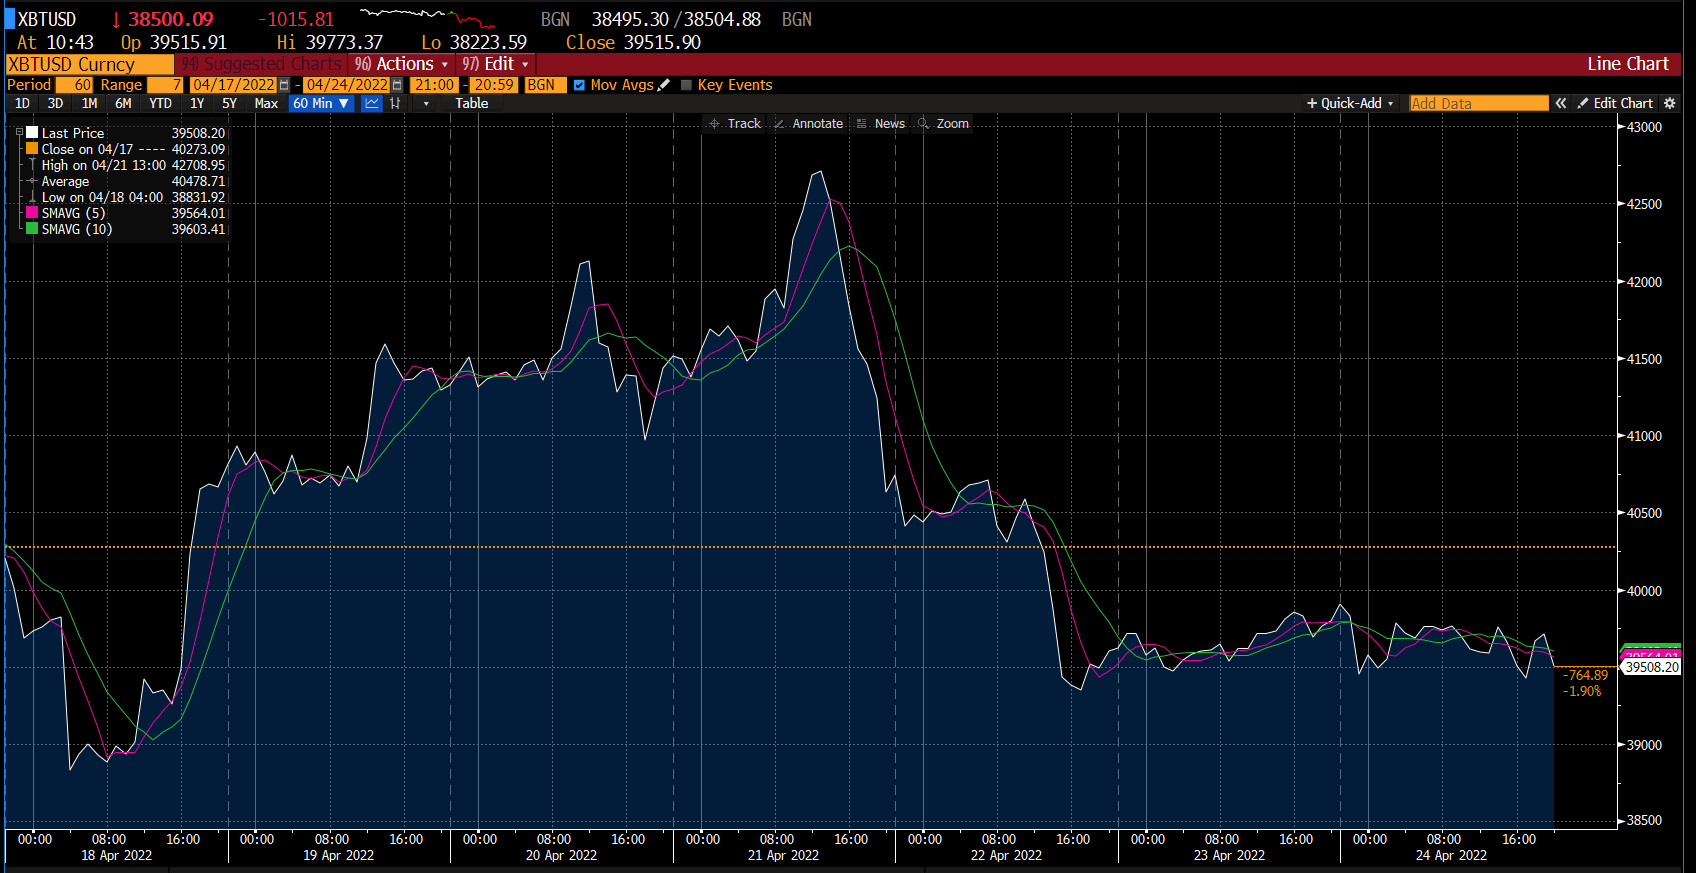 XBTUSD ↓ 38500.09 -1015.81 BGN 38495.30 / 38504.88 BGN
At 10:43 Op 39515.91 Hi 39773.37 Lo 38223.59 Close 39515.90
XBTUSD Curncy 94) Suggested Charts 96) Actions 97) Edit Line Chart
Period 60 Range 7 04/17/2022 - 04/24/2022 21:00 - 20:59 BGN Mov Avgs Key Events
1D 3D 1M 6M YTD 1Y 5Y Max 60 Min ▼ Table + Quick-Add Add Data « Edit Chart
Track Annotate News Zoom
Last Price 39508.20
Close on 04/17 ---- 40273.09
High on 04/21 13:00 42708.95
Average 40478.71
Low on 04/18 04:00 38831.92
SMAVG (5) 39564.01
SMAVG (10) 39603.41
43000
42500
42000
41500
41000
40500
40000
39564.01
39508.20
-764.89
-1.90%
39000
38500
00:00 08:00 16:00 00:00 08:00 16:00 00:00 08:00 16:00 00:00 08:00 16:00 00:00 08:00 16:00 00:00 08:00 16:00 00:00 08:00 16:00
18 Apr 2022 19 Apr 2022 20 Apr 2022 21 Apr 2022 22 Apr 2022 23 Apr 2022 24 Apr 2022